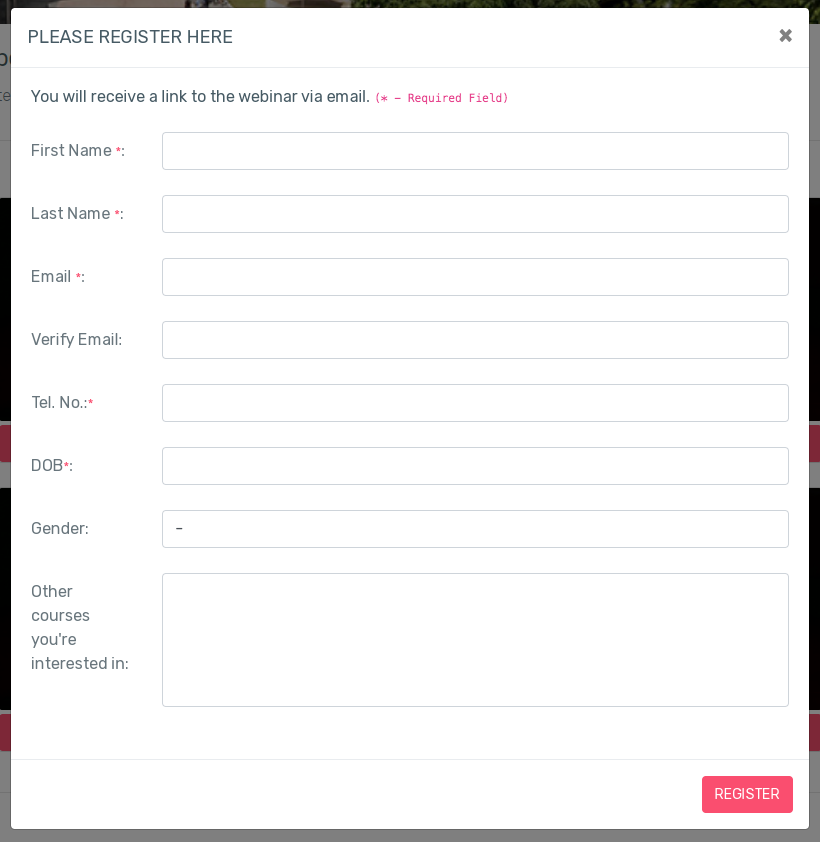 PLEASE REGISTER HERE ✖
You will receive a link to the webinar via email. (* - Required Field)
First Name *:
Last Name *:
Email *:
Verify Email:
Tel. No.:*
DOB*:
Gender: -
Other
courses
you're
interested in:
REGISTER